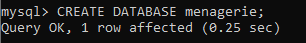 mysql> CREATE DATABASE menagerie;
Query OK, 1 row affected (0.25 sec)